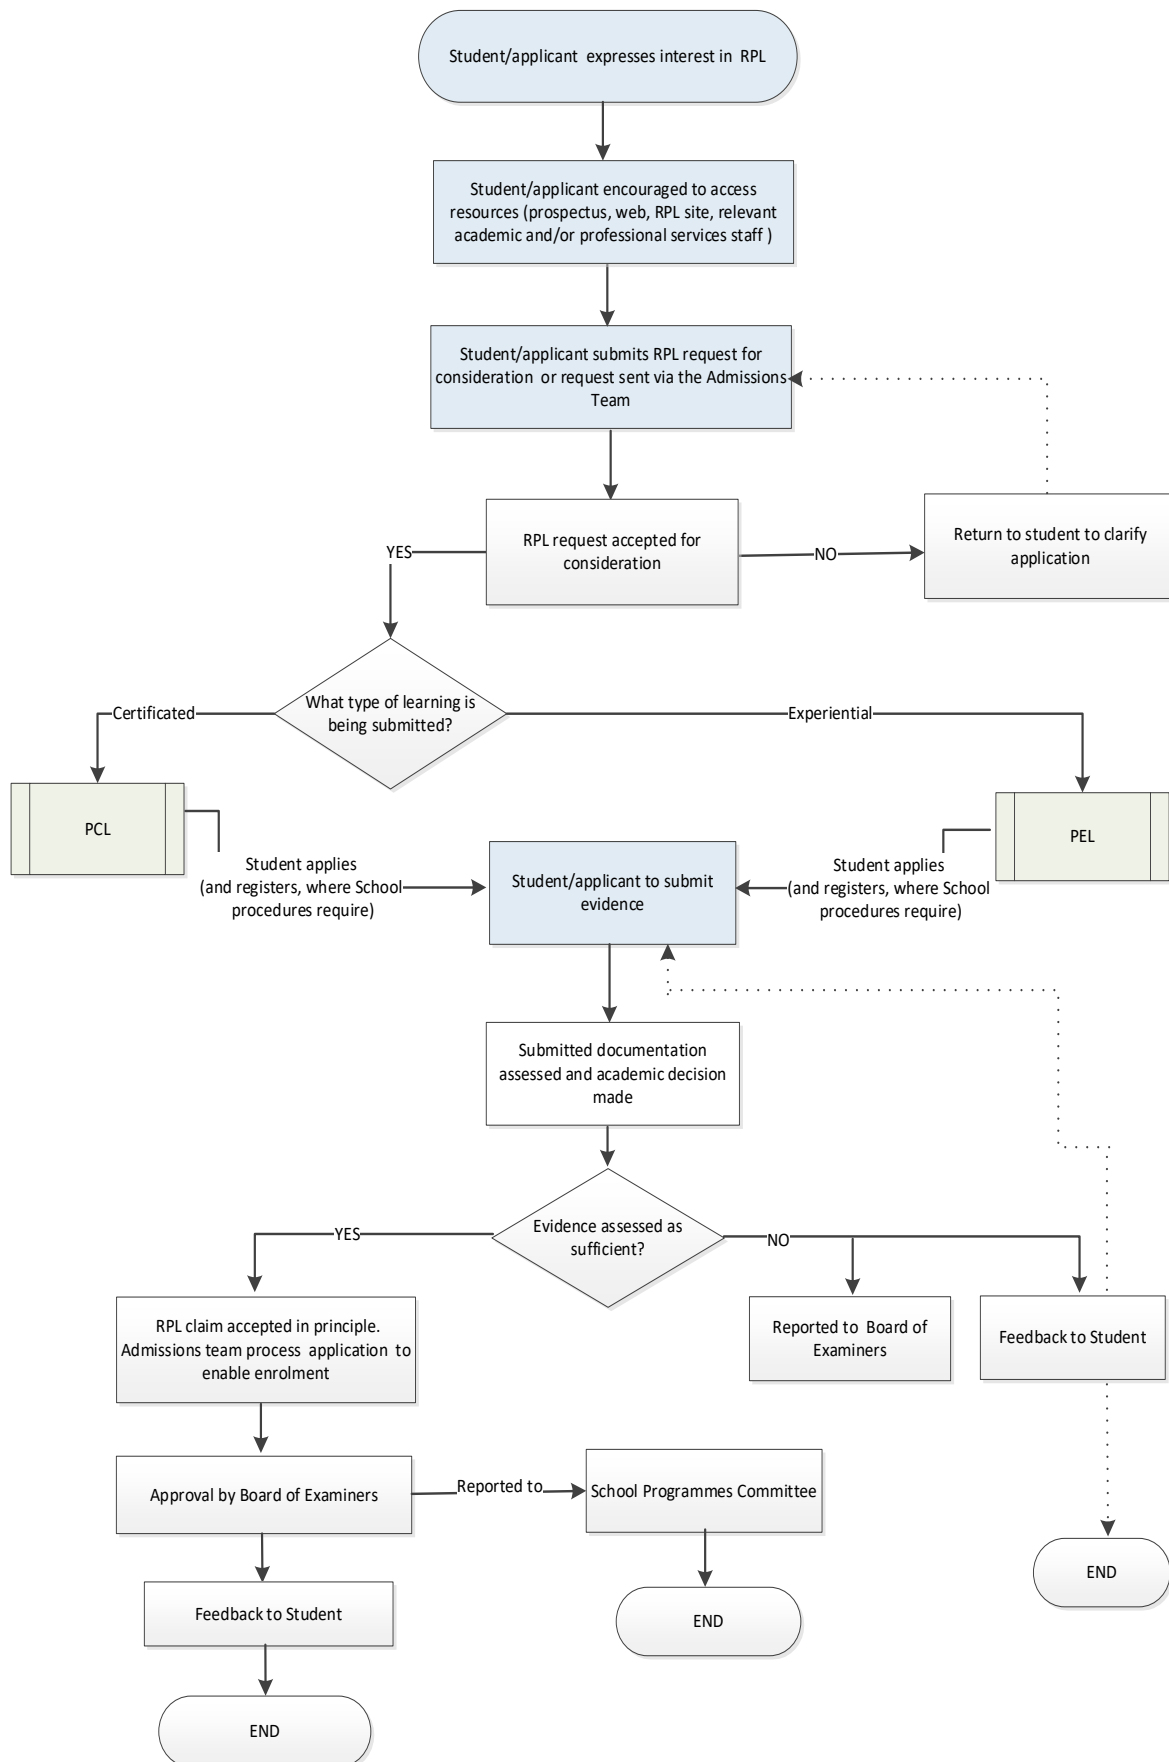 Student/applicant expresses interest in RPL
Student/applicant encouraged to access
resources (prospectus, web, RPL site, relevant
academic and/or professional services staff )
Student/applicant submits RPL request for
consideration or request sent via the Admissions
Team
RPL request accepted for
consideration
YES
NO
Return to student to clarify
application
What type of learning is
being submitted?
Certificated
Experiential
PCL
PEL
Student applies
(and registers, where School
procedures require)
Student/applicant to submit
evidence
Student applies
(and registers, where School
procedures require)
Submitted documentation
assessed and academic decision
made
Evidence assessed as
sufficient?
YES
NO
RPL claim accepted in principle.
Admissions team process application to
enable enrolment
Reported to Board of
Examiners
Feedback to Student
Approval by Board of Examiners
Reported to
School Programmes Committee
END
Feedback to Student
END
END